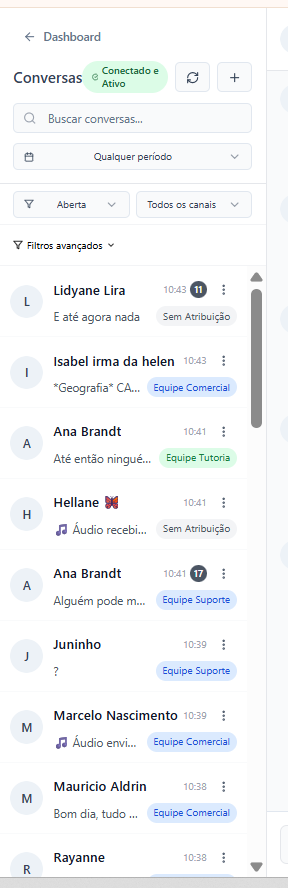 ← Dashboard
Conversas
Conectado e
Ativo
Buscar conversas...
Qualquer período
Aberta
Todos os canais
Filtros avançados
L
Lidyane Lira
10:43
11
E até agora nada
Sem Atribuição
I
Isabel irma da helen
10:43
*Geografia* CA...
Equipe Comercial
A
Ana Brandt
10:41
Até então ningué...
Equipe Tutoria
H
Hellane 🦋
10:41
🎵 Áudio recebi...
Sem Atribuição
A
Ana Brandt
10:41
17
Alguém pode m...
Equipe Suporte
J
Juninho
10:39
?
Equipe Suporte
M
Marcelo Nascimento
10:39
🎵 Áudio envi...
Equipe Comercial
M
Mauricio Aldrin
10:38
Bom dia, tudo ...
Equipe Comercial
R
Rayanne
10:38